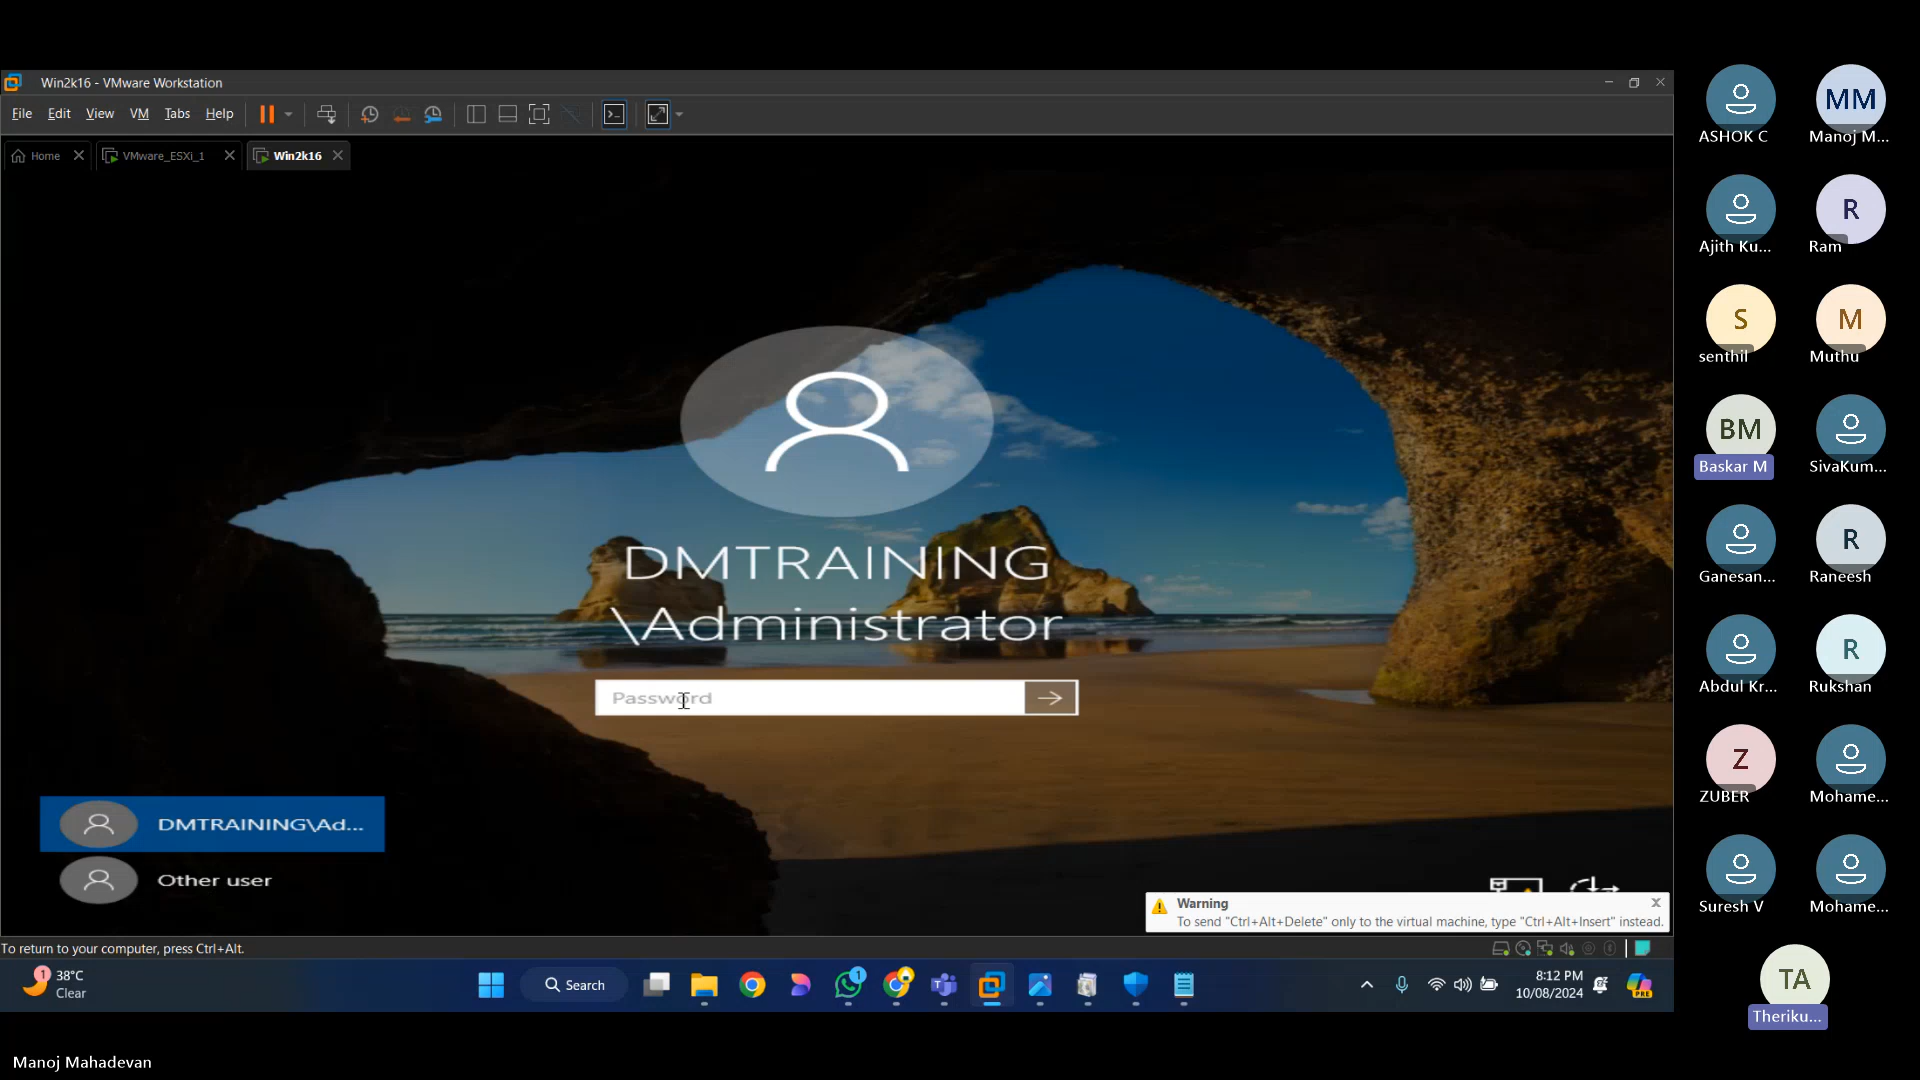 Win2k16 - VMware Workstation
File Edit View VM Tabs Help
Home VMware_ESXi_1 Win2k16
DMTRAINING
\Administrator
Password
DMTRAINING\Ad...
Other user
Warning
To send "Ctrl+Alt+Delete" only to the virtual machine, type "Ctrl+Alt+Insert" instead.
To return to your computer, press Ctrl+Alt.
1
38°C
Clear
Search
1
8:12 PM
10/08/2024
PRE
Manoj Mahadevan
MM
ASHOK C
Manoj M...
R
Ajith Ku...
Ram
S
M
senthil
Muthu
BM
Baskar M
SivaKum...
R
Ganesan...
Raneesh
R
Abdul Kr...
Rukshan
Z
ZUBER
Mohame...
Suresh V
Mohame...
TA
Theriku...